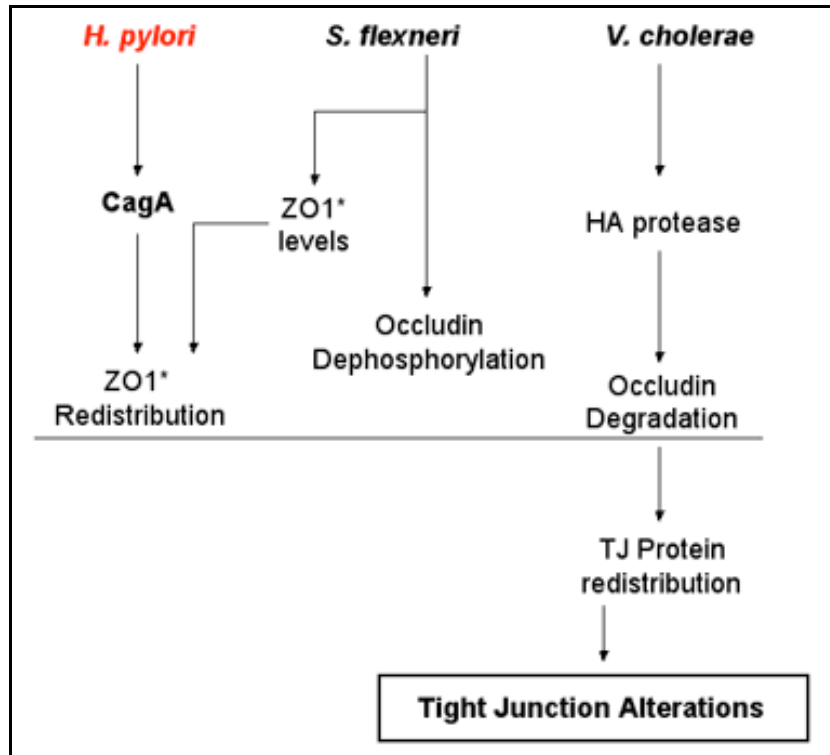 H. pylori
S. flexneri
V. cholerae
CagA
ZO1*
levels
HA protease
Occludin
Dephosphorylation
ZO1*
Redistribution
Occludin
Degradation
TJ Protein
redistribution
Tight Junction Alterations